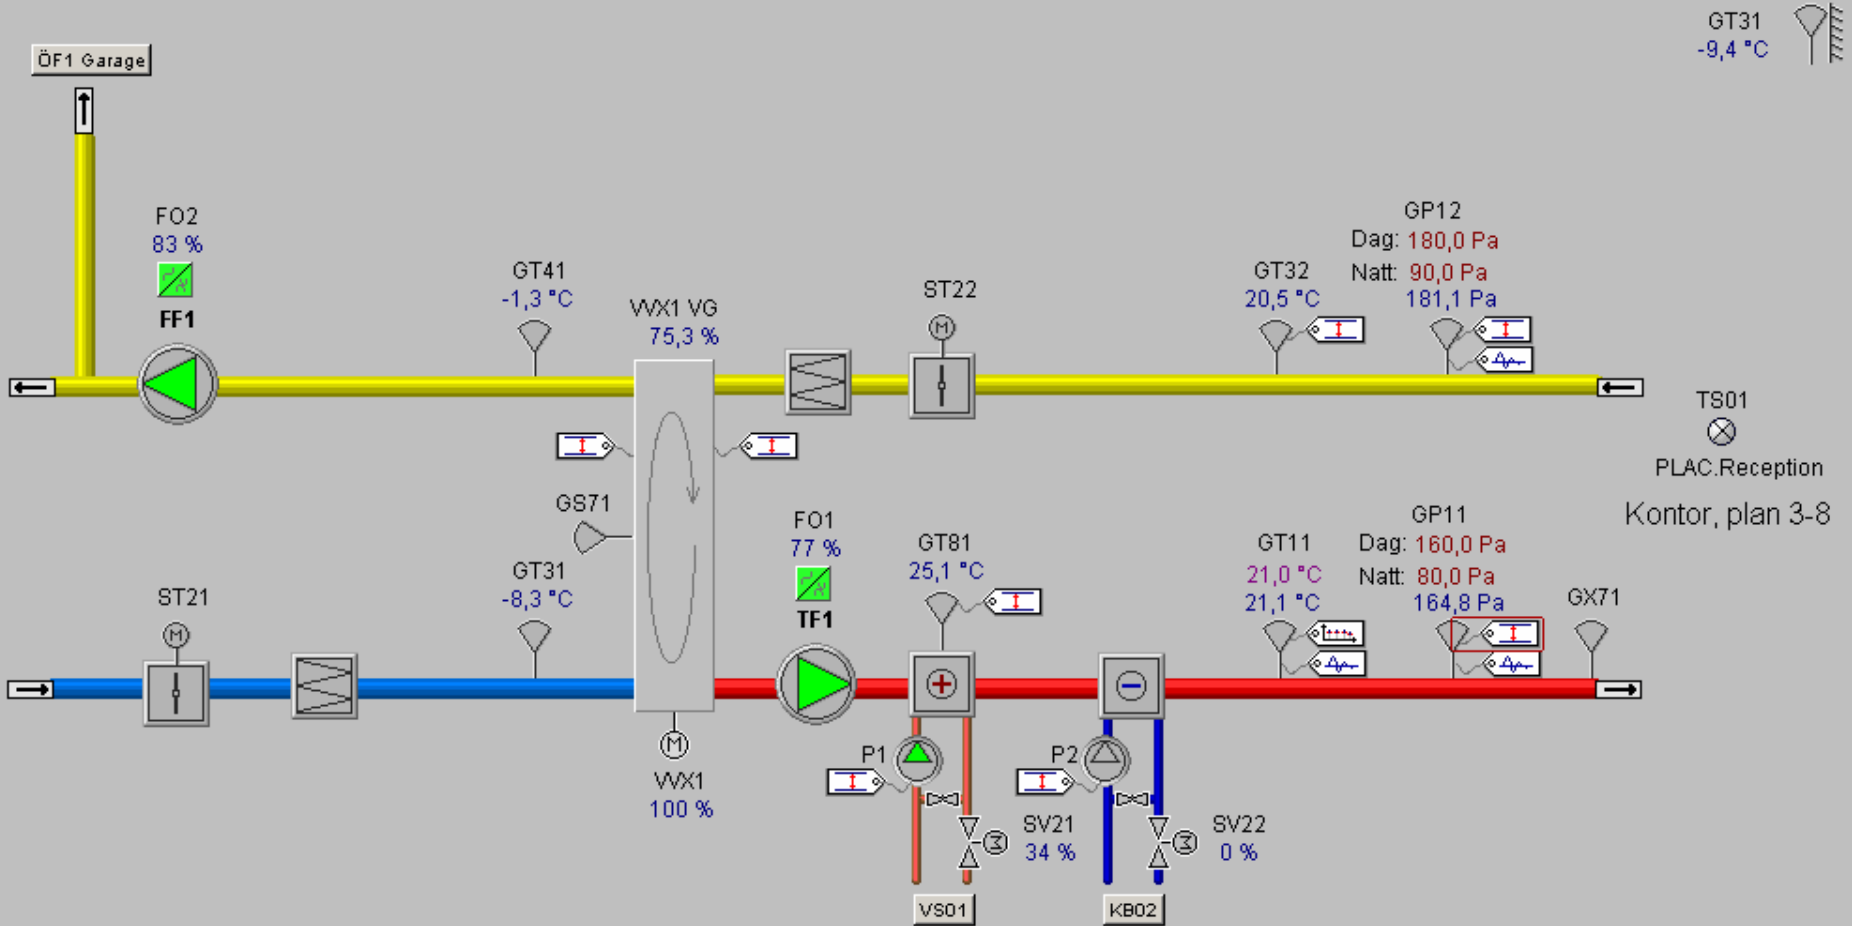 GT31
-9,4 °C
ÖF1 Garage
FO2
83 %
FF1
GT41
-1,3 °C
VVX1 VG
75,3 %
ST22
M
GT32
20,5 °C
GP12
Dag: 180,0 Pa
Natt: 90,0 Pa
181,1 Pa
TS01
PLAC.Reception
Kontor, plan 3-8
GS71
ST21
M
GT31
-8,3 °C
FO1
77 %
TF1
GT81
25,1 °C
GT11
21,0 °C
21,1 °C
GP11
Dag: 160,0 Pa
Natt: 80,0 Pa
164,8 Pa
GX71
M
VVX1
100 %
P1
P2
SV21
34 %
M
SV22
0 %
M
VS01
KB02